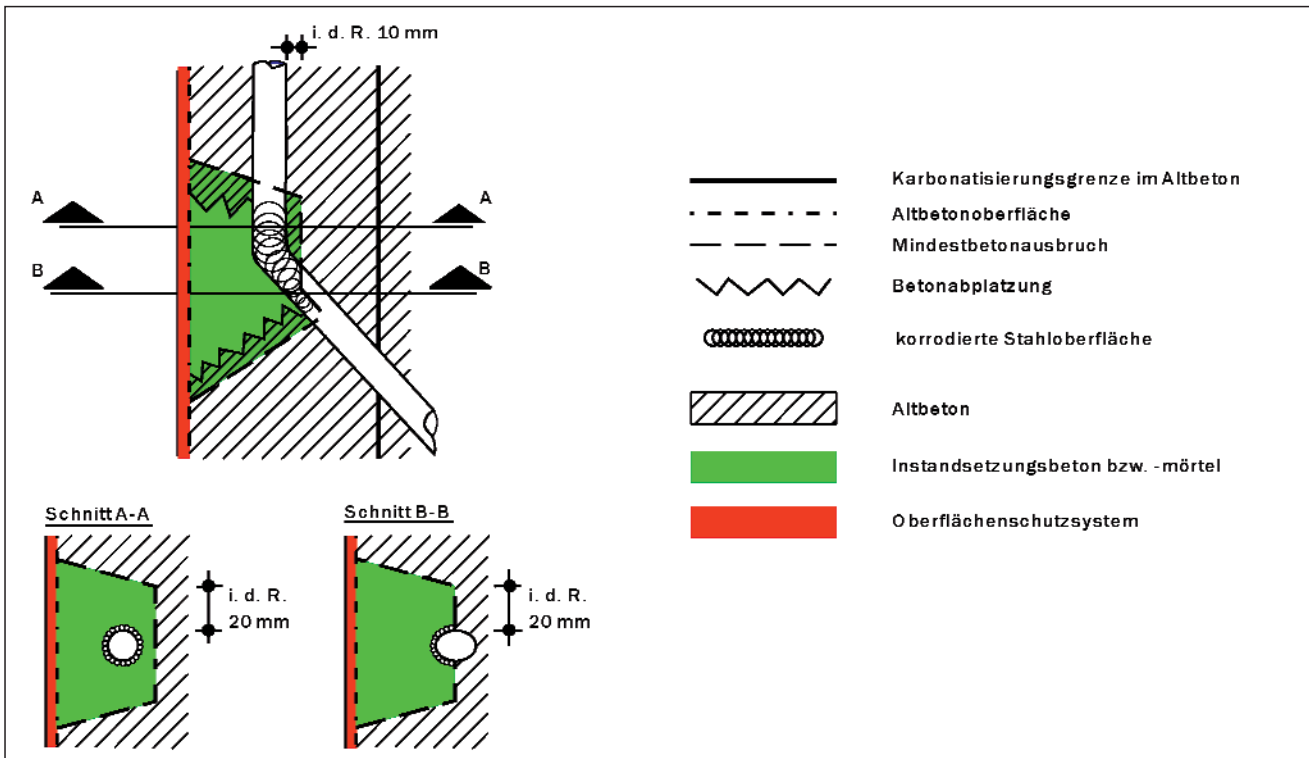 i. d. R. 10 mm
A
A
B
B
Karbonatisierungsgrenze im Altbeton
Altbetonoberfläche
Mindestbetonausbruch
Betonabplatzung
korrodierte Stahloberfläche
Altbeton
Instandsetzungsbeton bzw. -mörtel
Oberflächenschutzsystem
Schnitt A-A
i. d. R.
20 mm
Schnitt B-B
i. d. R.
20 mm